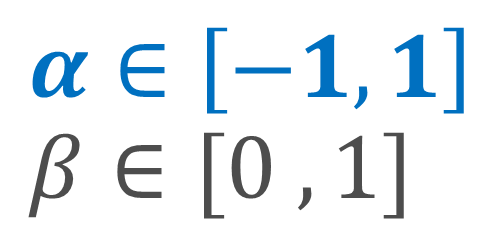 α ∈ [−1, 1]
β ∈ [0 , 1]